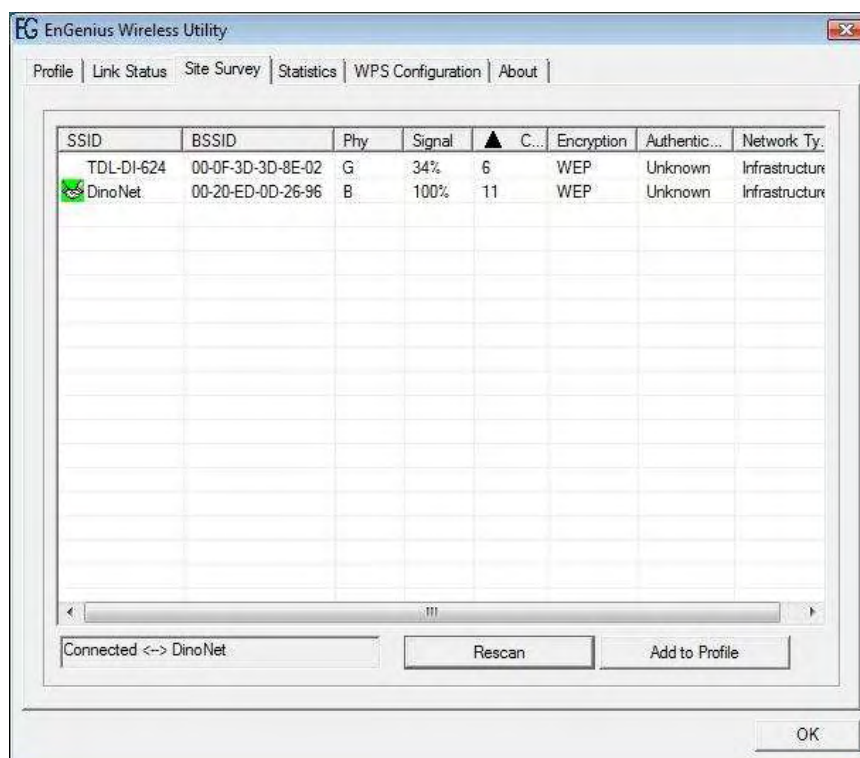 EG EnGenius Wireless Utility
Profile Link Status Site Survey Statistics WPS Configuration About
SSID BSSID Phy Signal C... Encryption Authentic... Network Ty.
TDL-DI-624 00-0F-3D-3D-8E-02 G 34% 6 WEP Unknown Infrastructure
DinoNet 00-20-ED-0D-26-96 B 100% 11 WEP Unknown Infrastructure
Connected <--> DinoNet Rescan Add to Profile
OK